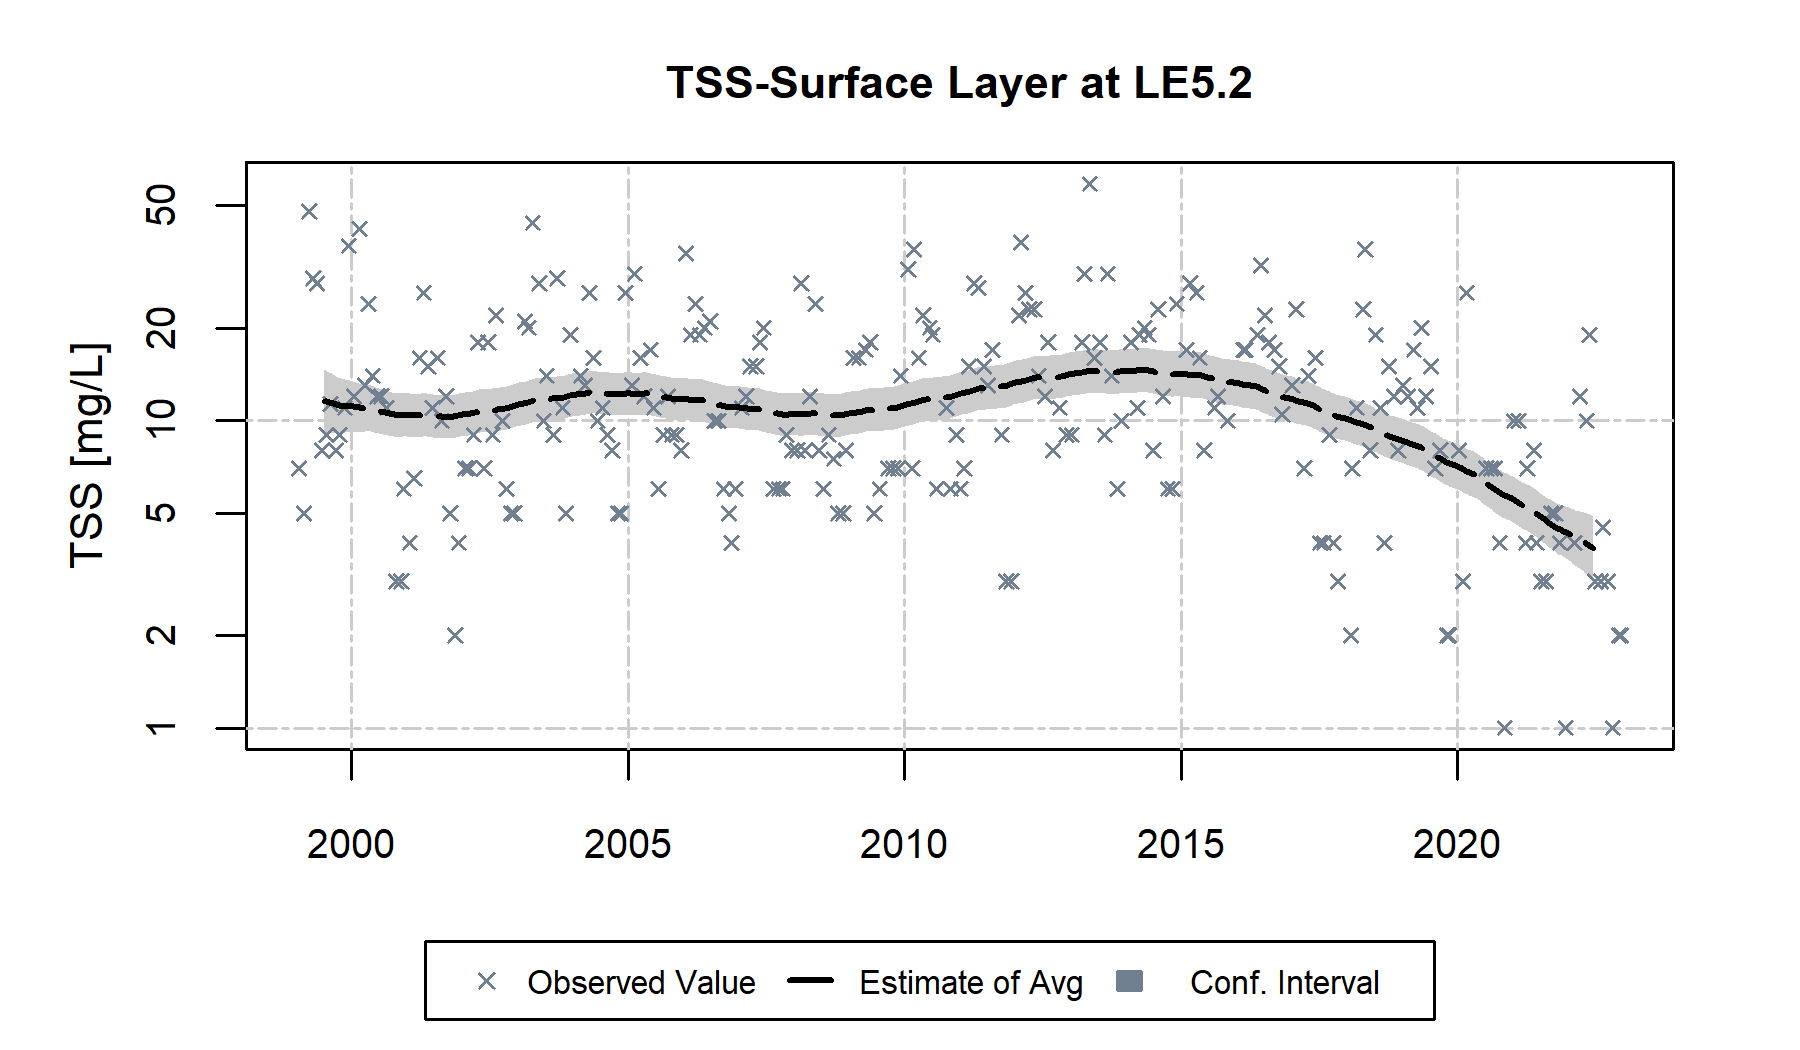 TSS-Surface Layer at LE5.2
TSS [mg/L]
50
20
10
5
2
1
2000 2005 2010 2015 2020
Observed Value Estimate of Avg Conf. Interval